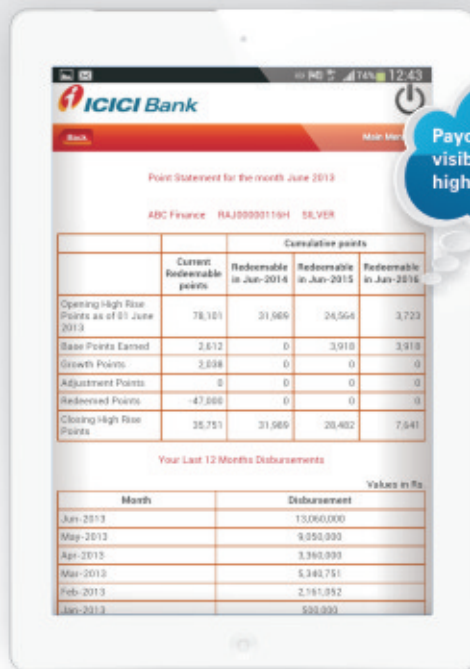 74% 12:43
ICICI Bank
Back Main Men
Payo
visib
high
Point Statement for the month June 2013
ABC Finance RAJ00000116H SILVER
Cumulative points
Current Redeemable points Redeemable in Jun-2014 Redeemable in Jun-2015 Redeemable in Jun-2016
Opening High Rise Points as of 01 June 2013 78,101 31,989 24,564 3,723
Base Points Earned 2,612 0 3,918 3,918
Growth Points 2,038 0 0 0
Adjustment Points 0 0 0 0
Redeemed Points -47,000 0 0 0
Closing High Rise Points 35,751 31,989 28,482 7,641
Your Last 12 Months Disbursements
Values in Rs
Month Disbursement
Jun-2013 13,060,000
May-2013 9,050,000
Apr-2013 3,360,000
Mar-2013 5,340,751
Feb-2013 2,161,052
Jan-2013 500,000